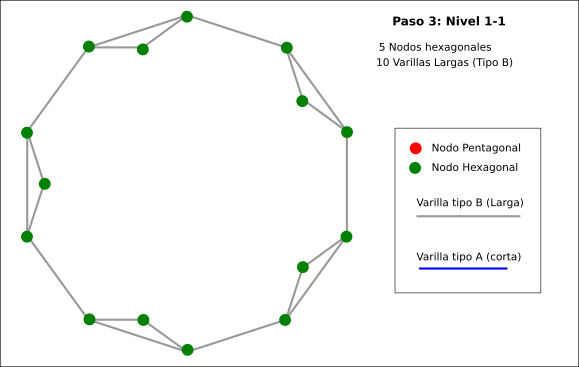 Paso 3: Nivel 1-1
5 Nodos hexagonales
10 Varillas Largas (Tipo B)
Nodo Pentagonal
Nodo Hexagonal
Varilla tipo B (Larga)
Varilla tipo A (corta)